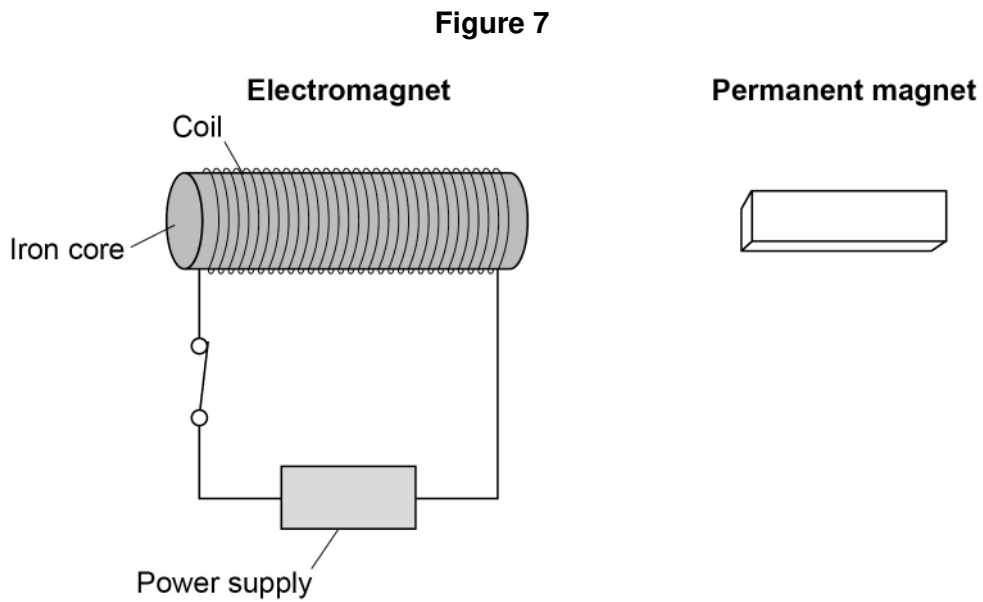 Figure 7
Electromagnet
Permanent magnet
Coil
Iron core
Power supply